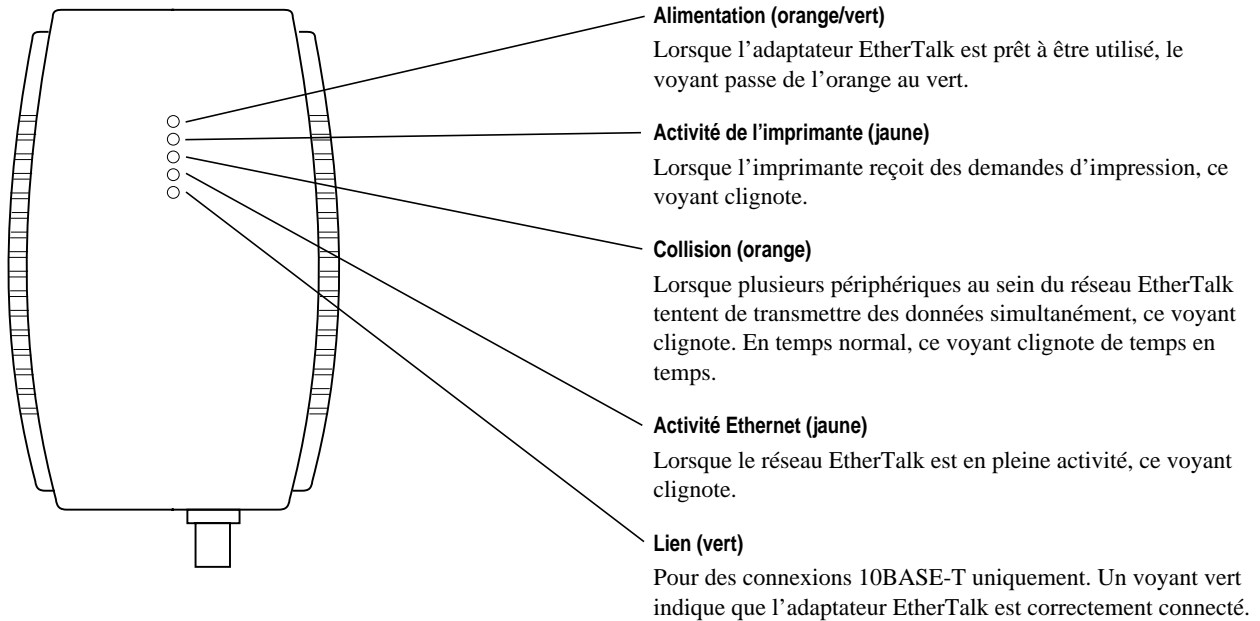 Alimentation (orange/vert)
Lorsque l’adaptateur EtherTalk est prêt à être utilisé, le
voyant passe de l’orange au vert.
Activité de l’imprimante (jaune)
Lorsque l’imprimante reçoit des demandes d’impression, ce
voyant clignote.
Collision (orange)
Lorsque plusieurs périphériques au sein du réseau EtherTalk
tentent de transmettre des données simultanément, ce voyant
clignote. En temps normal, ce voyant clignote de temps en
temps.
Activité Ethernet (jaune)
Lorsque le réseau EtherTalk est en pleine activité, ce voyant
clignote.
Lien (vert)
Pour des connexions 10BASE-T uniquement. Un voyant vert
indique que l’adaptateur EtherTalk est correctement connecté.